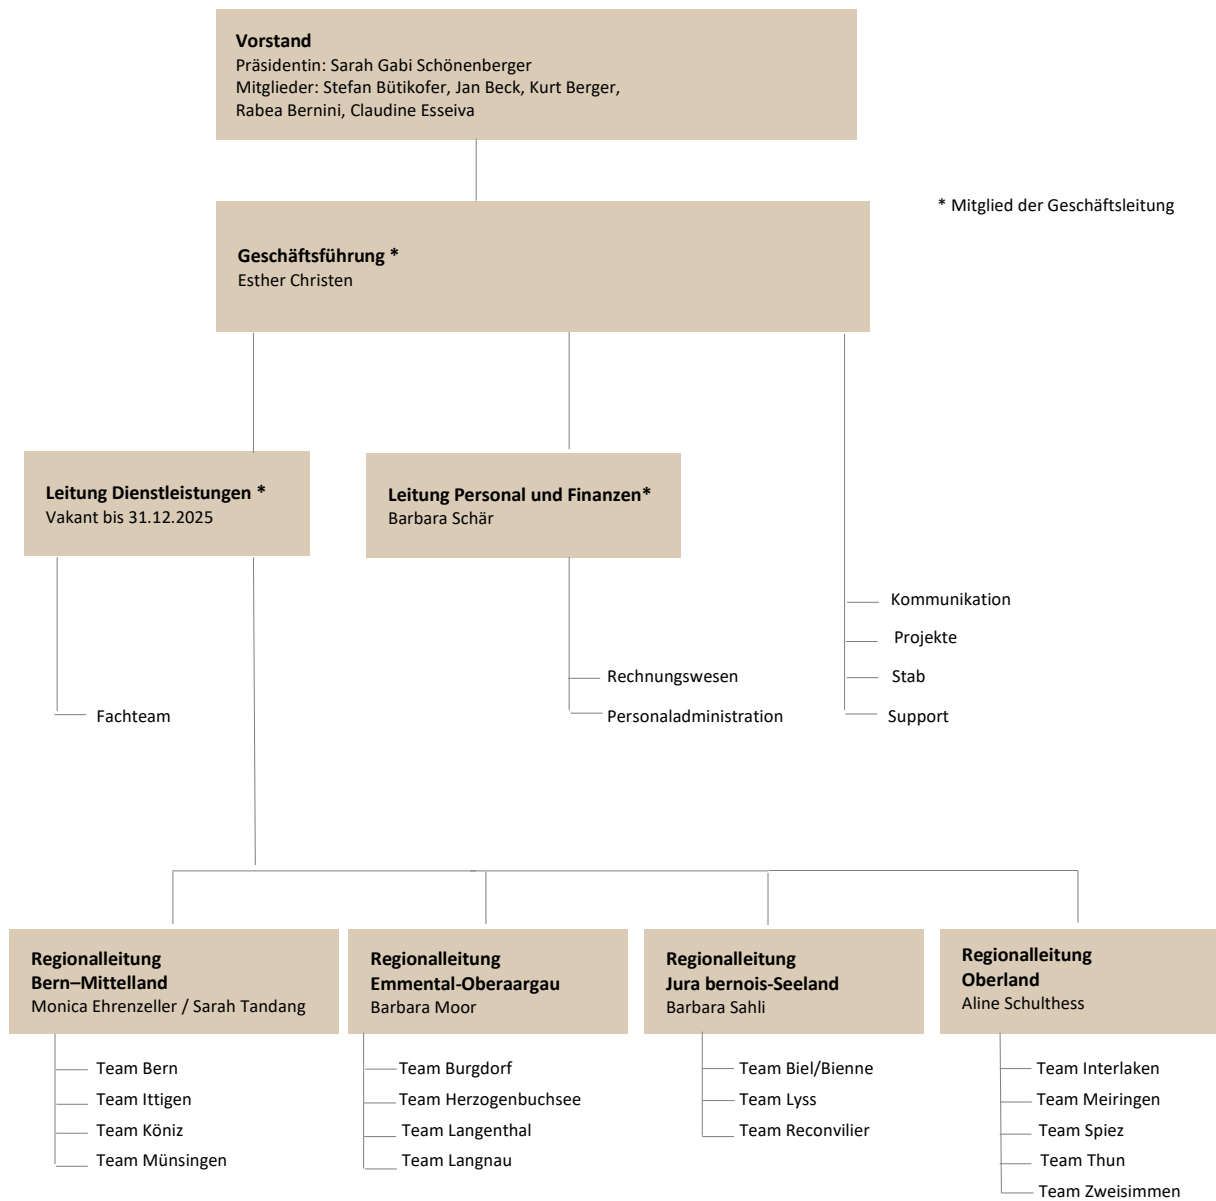 Vorstand
Präsidentin: Sarah Gabi Schönenberger
Mitglieder: Stefan Bütikofer, Jan Beck, Kurt Berger,
Rabea Bernini, Claudine Esseiva
* Mitglied der Geschäftsleitung
Geschäftsführung *
Esther Christen
Leitung Dienstleistungen *
Vakant bis 31.12.2025
Leitung Personal und Finanzen*
Barbara Schär
Kommunikation
Projekte
Stab
Support
Rechnungswesen
Personaladministration
Fachteam
Regionalleitung
Bern–Mittelland
Monica Ehrenzeller / Sarah Tandang
Team Bern
Team Ittigen
Team Köniz
Team Münsingen
Regionalleitung
Emmental-Oberaargau
Barbara Moor
Team Burgdorf
Team Herzogenbuchsee
Team Langenthal
Team Langnau
Regionalleitung
Jura bernois-Seeland
Barbara Sahli
Team Biel/Bienne
Team Lyss
Team Reconvilier
Regionalleitung
Oberland
Aline Schulthess
Team Interlaken
Team Meiringen
Team Spiez
Team Thun
Team Zweisimmen